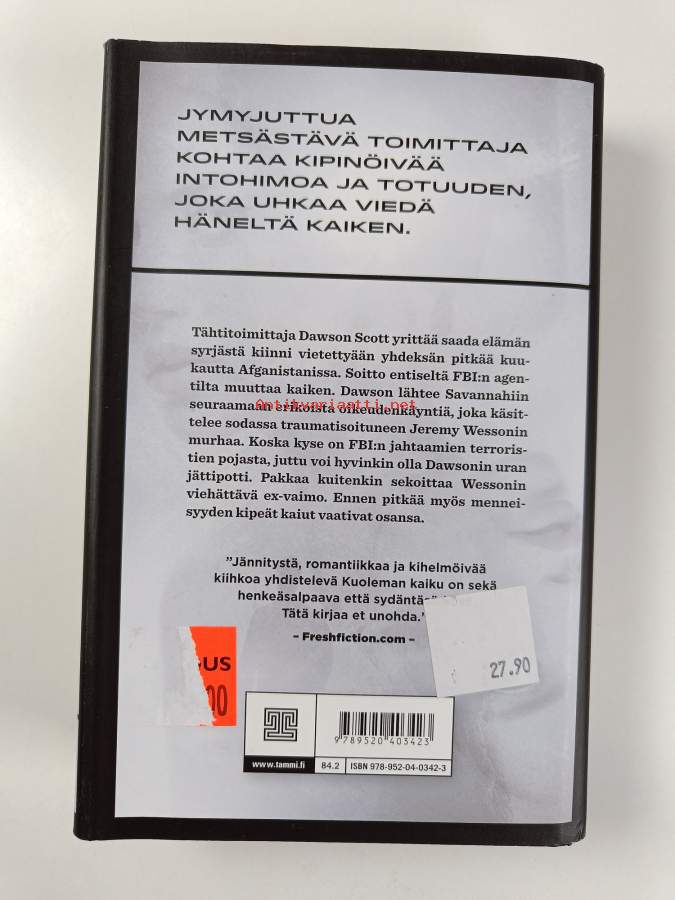 JYMYJUTTUA
METSÄSTÄVÄ TOIMITTAJA
KOHTAA KIPINÖIVÄÄ
INTOHIMOA JA TOTUUDEN,
JOKA UHKAA VIEDÄ
HÄNELTÄ KAIKEN.
Tähtitoimittaja Dawson Scott yrittää saada elämän
syrjästä kiinni vietettyään yhdeksän pitkää kuu-
kautta Afganistanissa. Soitto entiseltä FBI:n agen-
tilta muuttaa kaiken. Dawson lähtee Savannahiin
Antikvariaatti.net
seuraamaan erikoista oikeudenkäyntiä, joka käsit-
telee sodassa traumatisoituneen Jeremy Wessonin
murhaa. Koska kyse on FBI:n jahtaamien terroris-
tien pojasta, juttu voi hyvinkin olla Dawsonin uran
jättipotti. Pakkaa kuitenkin sekoittaa Wessonin
viehättävä ex-vaimo. Ennen pitkää myös mennei-
syyden kipeät kaiut vaativat osansa.
”Jännitystä, romantiikkaa ja kihelmöivää
kiihkoa yhdistelevä Kuoleman kaiku on sekä
henkeäsalpaava että
Tätä kirjaa et unohda.”
– Freshfiction.com –
27.90
9 789520 403423
www.tammi.fi
84.2
ISBN 978-952-04-0342-3